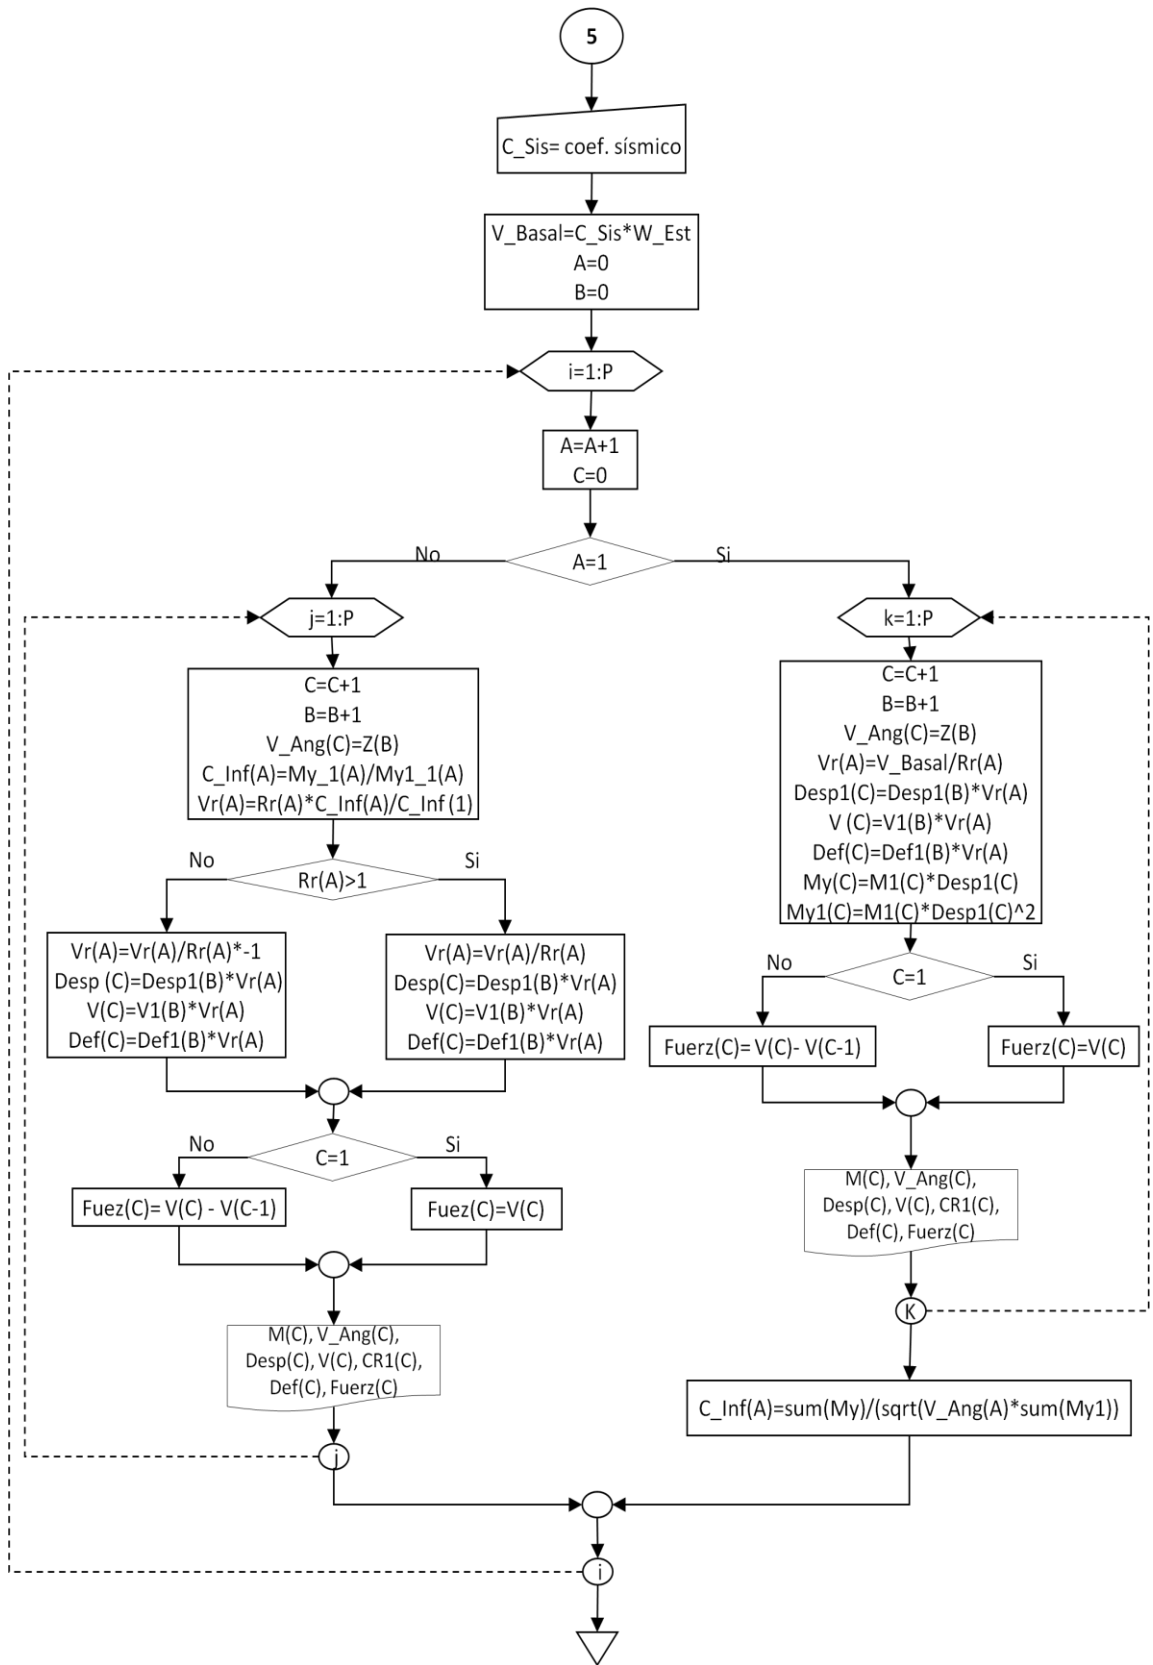 5
C_Sis= coef. sísmico
V_Basal=C_Sis*W_Est
A=0
B=0
i=1:P
A=A+1
C=0
A=1
No
Si
j=1:P
C=C+1
B=B+1
V_Ang(C)=Z(B)
C_Inf(A)=My_1(A)/My1_1(A)
Vr(A)=Rr(A)*C_Inf(A)/C_Inf(1)
Rr(A)>1
No
Si
Vr(A)=Vr(A)/Rr(A)*-1
Desp (C)=Desp1(B)*Vr(A)
V(C)=V1(B)*Vr(A)
Def(C)=Def1(B)*Vr(A)
Vr(A)=Vr(A)/Rr(A)
Desp(C)=Desp1(B)*Vr(A)
V(C)=V1(B)*Vr(A)
Def(C)=Def1(B)*Vr(A)
C=1
No
Si
Fuez(C)= V(C) - V(C-1)
Fuez(C)=V(C)
M(C), V_Ang(C),
Desp(C), V(C), CR1(C),
Def(C), Fuerz(C)
j
k=1:P
C=C+1
B=B+1
V_Ang(C)=Z(B)
Vr(A)=V_Basal/Rr(A)
Desp1(C)=Desp1(B)*Vr(A)
V (C)=V1(B)*Vr(A)
Def(C)=Def1(B)*Vr(A)
My(C)=M1(C)*Desp1(C)
My1(C)=M1(C)*Desp1(C)^2
C=1
No
Si
Fuerz(C)= V(C)- V(C-1)
Fuerz(C)=V(C)
M(C), V_Ang(C),
Desp(C), V(C), CR1(C),
Def(C), Fuerz(C)
K
C_Inf(A)=sum(My)/(sqrt(V_Ang(A)*sum(My1))
i